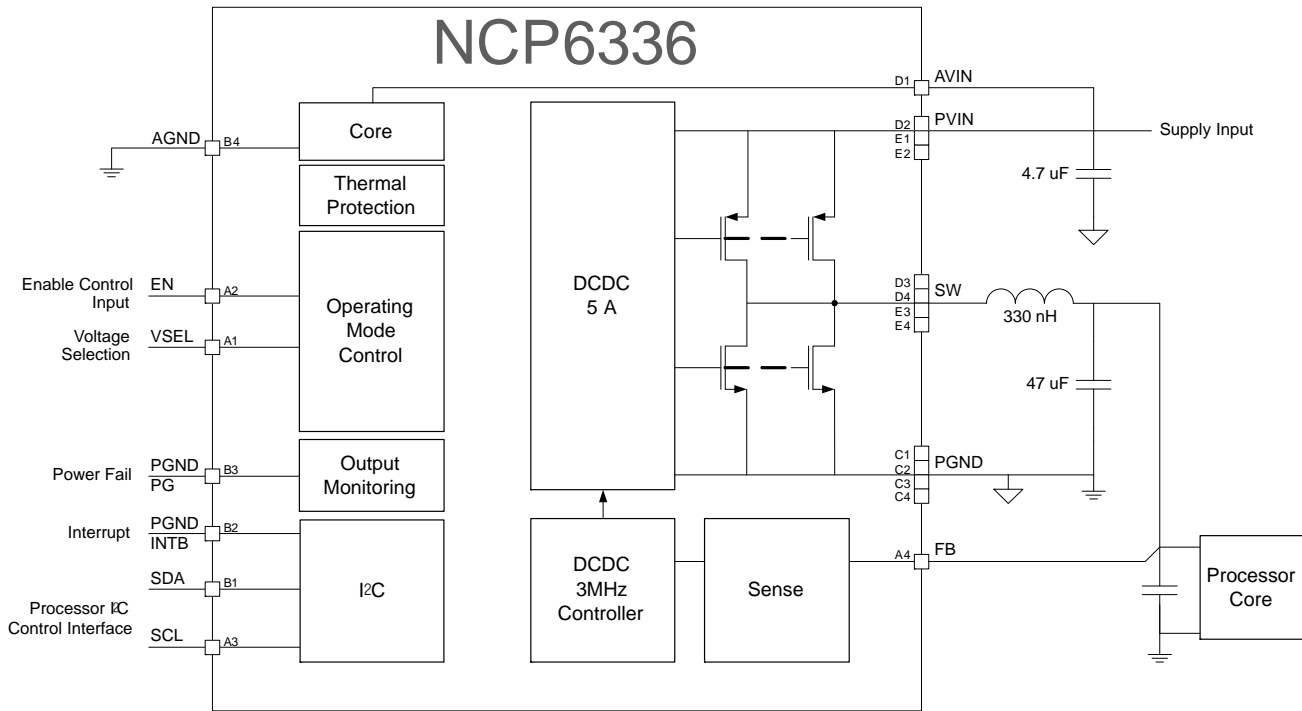 NCP6336
D1 AVIN
Core
AGND
B4
D2 PVIN
E1
E2
Supply Input
Thermal
Protection
4.7 uF
Enable Control
Input
EN
A2
Voltage
Selection
VSEL
A1
Operating
Mode
Control
DCDC
5 A
D3
D4
E3
E4
SW
330 nH
47 uF
Power Fail
PGND
PG
B3
Output
Monitoring
C1
C2
C3
C4
PGND
Interrupt
PGND
INTB
B2
SDA
B1
Processor I²C
Control Interface
SCL
A3
I²C
DCDC
3MHz
Controller
Sense
A4
FB
Processor
Core